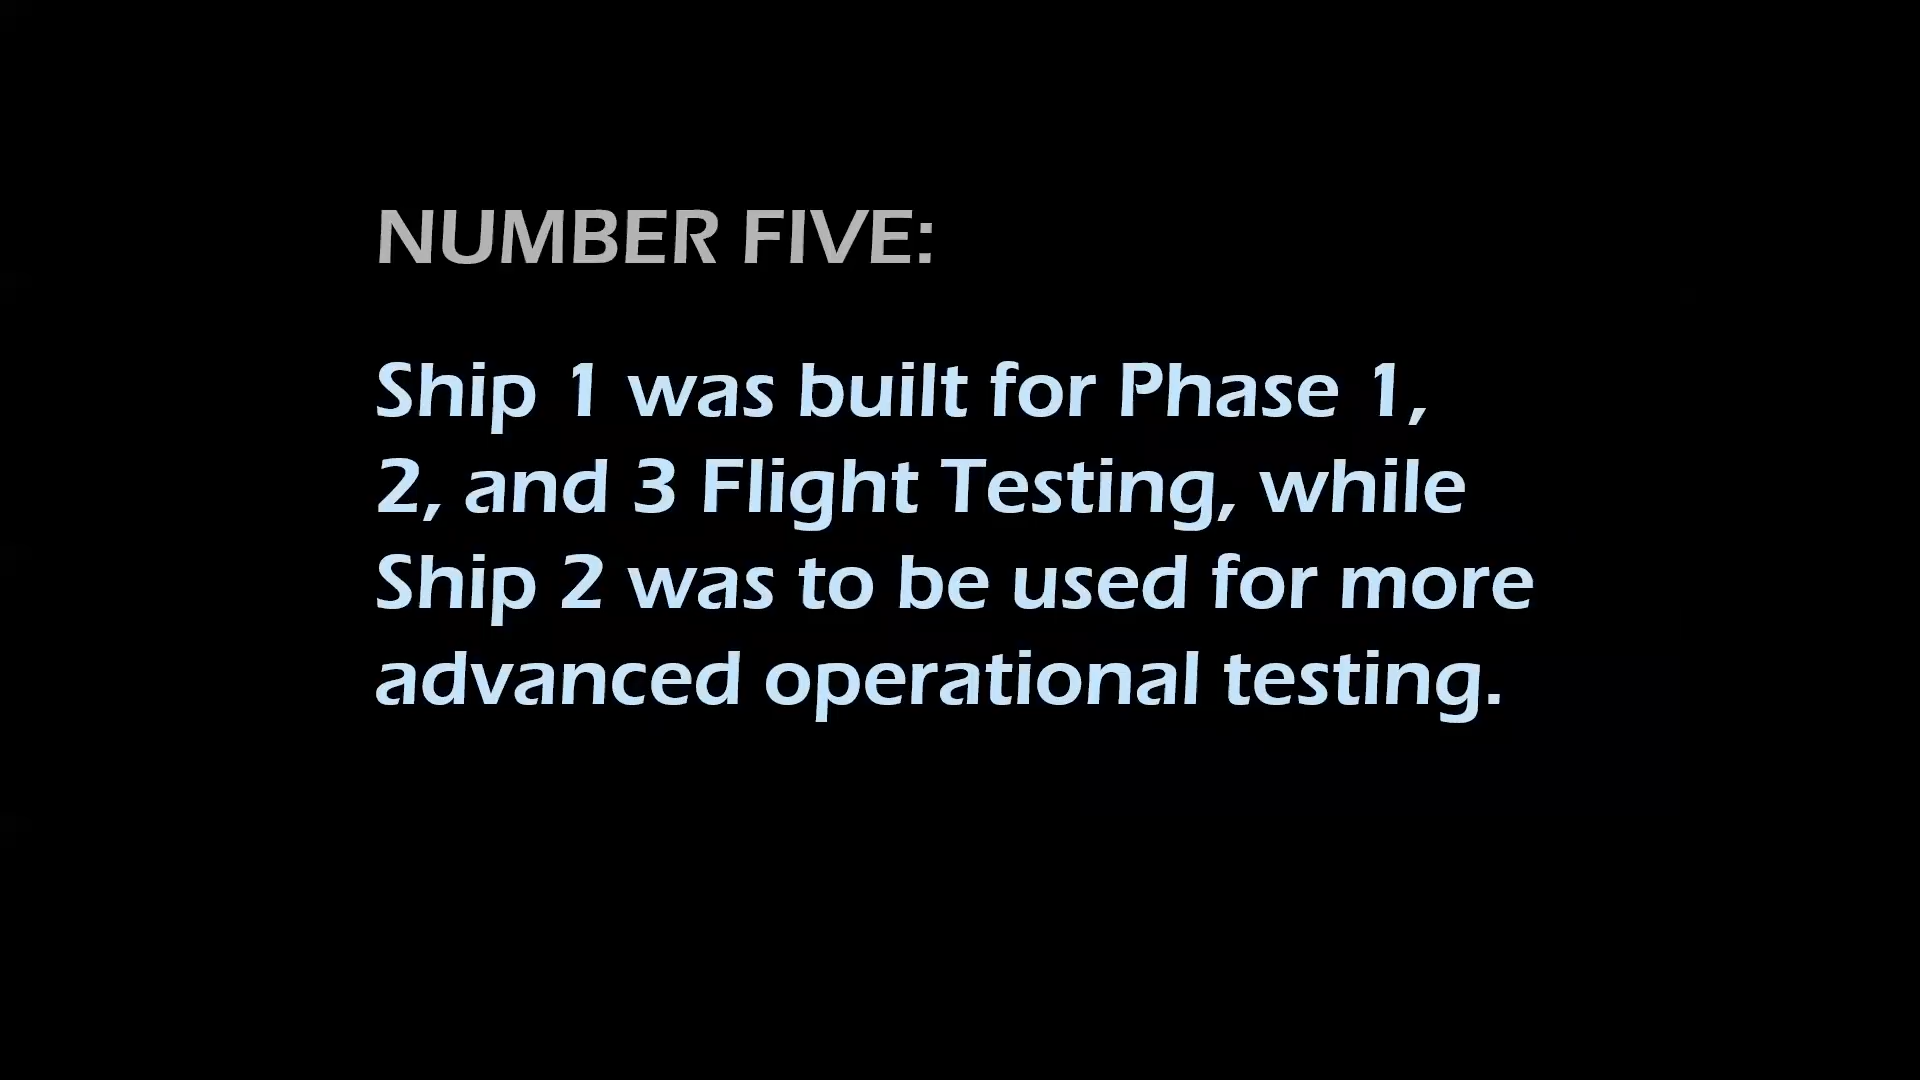 NUMBER FIVE:
Ship 1 was built for Phase 1,
2, and 3 Flight Testing, while
Ship 2 was to be used for more
advanced operational testing.